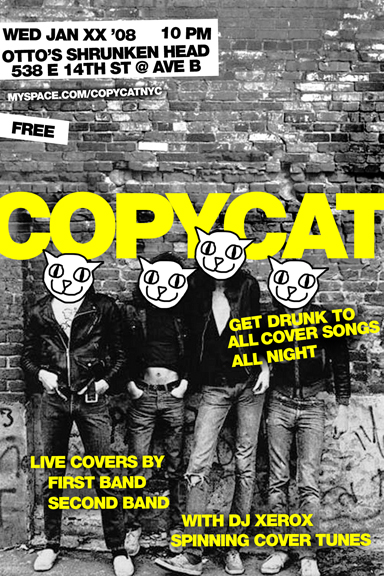 WED JAN XX '08 10 PM
OTTO'S SHRUNKEN HEAD
538 E 14TH ST @ AVE B
MYSPACE.COM/COPYCATNYC
FREE
COPYCAT
GET DRUNK TO
ALL COVER SONGS
ALL NIGHT
LIVE COVERS BY
FIRST BAND
SECOND BAND
WITH DJ XEROX
SPINNING COVER TUNES